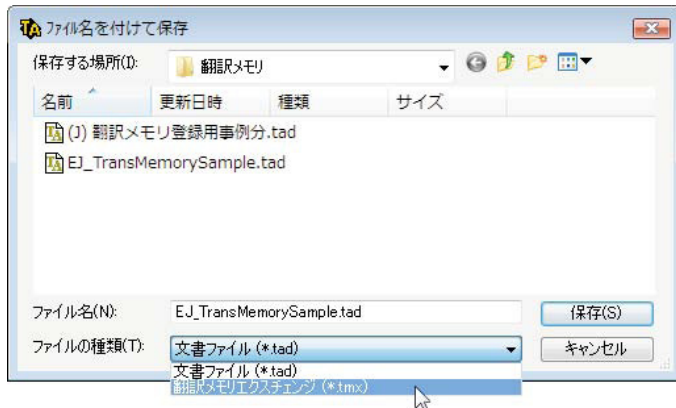 ファイル名を付けて保存
保存する場所(I):
翻訳メモリ
名前
更新日時
種類
サイズ
(J) 翻訳メモリ登録用事例分.tad
EJ_TransMemorySample.tad
ファイル名(N):
EJ_TransMemorySample.tad
保存(S)
ファイルの種類(T):
文書ファイル (*.tad)
キャンセル
文書ファイル (*.tad)
翻訳メモリエクスチェンジ (*.tmx)